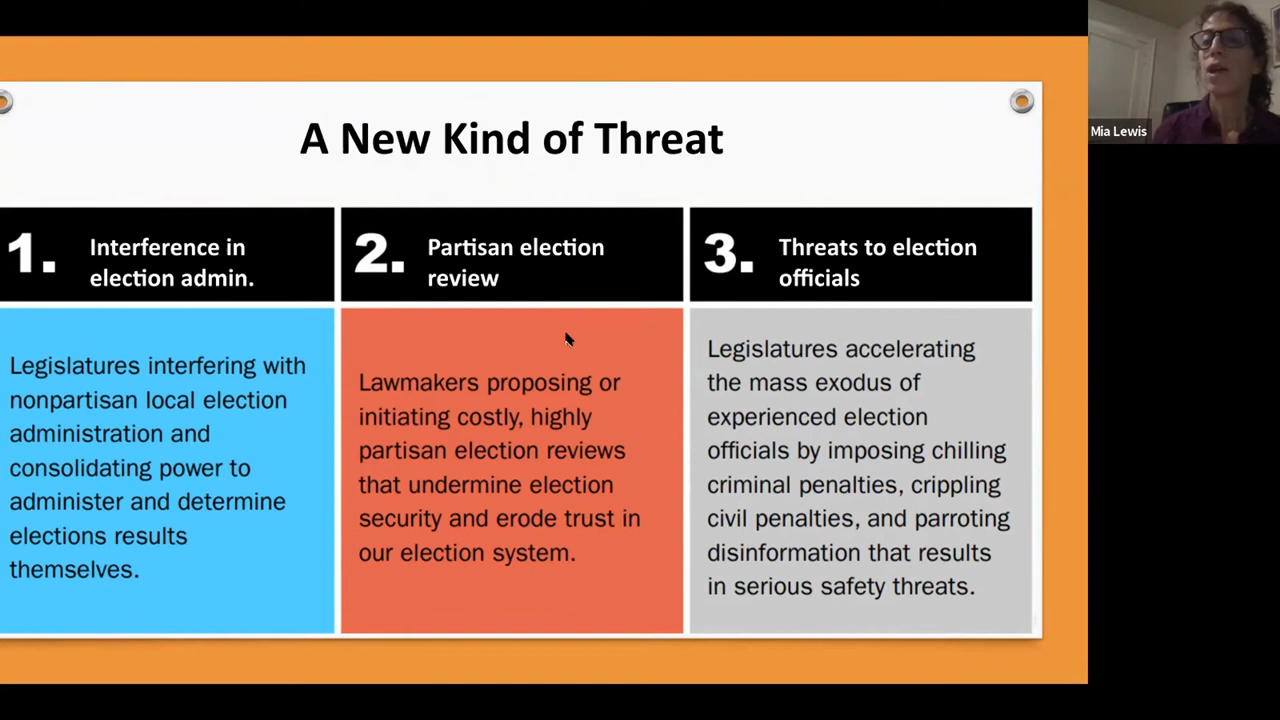 A New Kind of Threat
Mia Lewis
1.
Interference in
election admin.
Legislatures interfering with
nonpartisan local election
administration and
consolidating power to
administer and determine
elections results
themselves.
2.
Partisan election
review
Lawmakers proposing or
initiating costly, highly
partisan election reviews
that undermine election
security and erode trust in
our election system.
3.
Threats to election
officials
Legislatures accelerating
the mass exodus of
experienced election
officials by imposing chilling
criminal penalties, crippling
civil penalties, and parroting
disinformation that results
in serious safety threats.